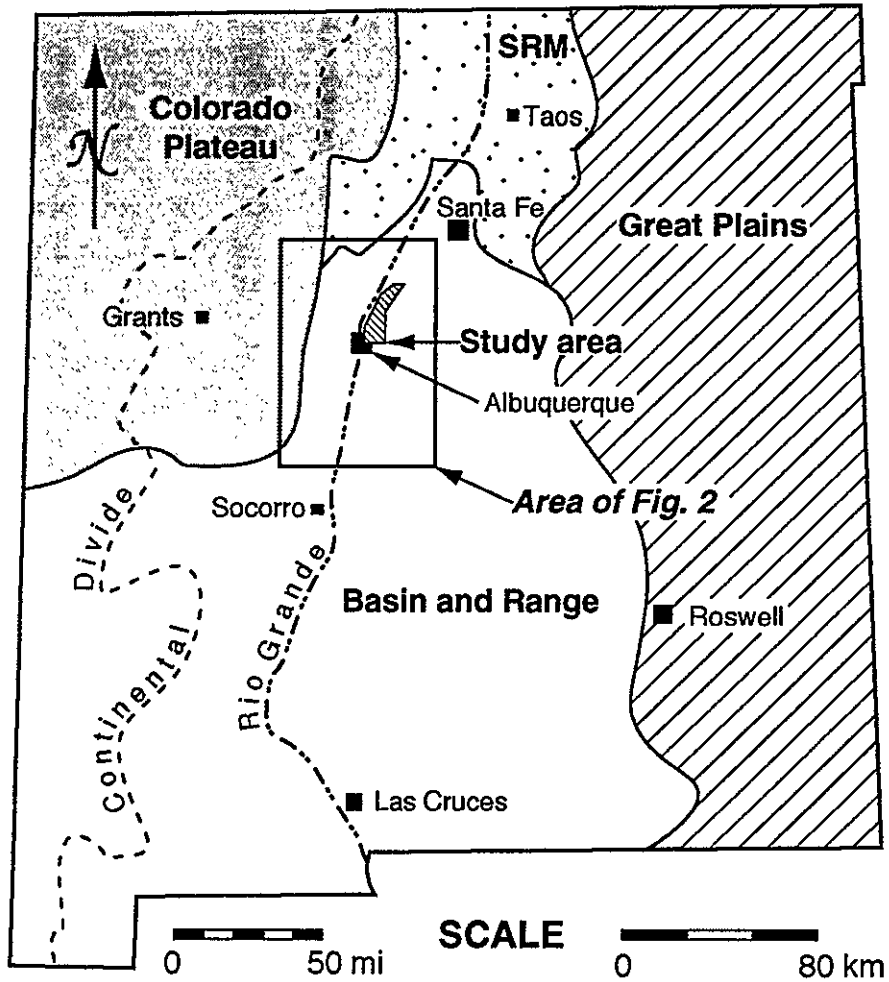 SRM
Colorado
Plateau
N
Taos
Santa Fe
Great Plains
Grants
Study area
Albuquerque
Area of Fig. 2
Socorro
Divide
Continental
Rio Grande
Basin and Range
Roswell
Las Cruces
SCALE
0 50 mi
0 80 km